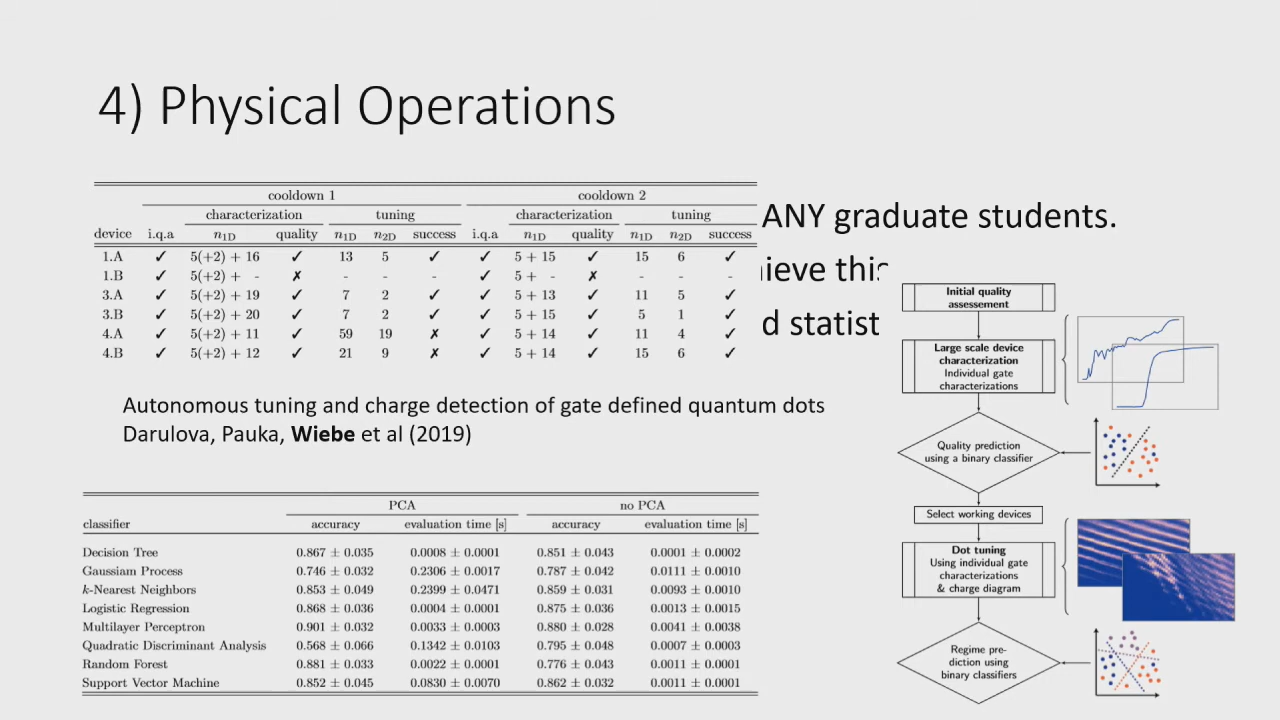 4) Physical Operations
cooldown 1 cooldown 2
characterization tuning characterization tuning
device i.q.a n1D quality n1D n2D success i.q.a n1D quality n1D n2D success
1.A ✓ 5(+2) + 16 ✓ 13 5 ✓ ✓ 5 + 15 ✓ 15 6 ✓
1.B ✓ 5(+2) + - ✗ - - - ✓ 5 + - ✗ - - -
3.A ✓ 5(+2) + 19 ✓ 7 2 ✓ ✓ 5 + 13 ✓ 11 5 ✓
3.B ✓ 5(+2) + 20 ✓ 7 2 ✓ ✓ 5 + 15 ✓ 5 1 ✓
4.A ✓ 5(+2) + 11 ✓ 59 19 ✗ ✓ 5 + 14 ✓ 11 4 ✓
4.B ✓ 5(+2) + 12 ✓ 21 9 ✗ ✓ 5 + 14 ✓ 15 6 ✓
ANY graduate students.
ieve this
d statist
Autonomous tuning and charge detection of gate defined quantum dots
Darulova, Pauka, Wiebe et al (2019)
PCA no PCA
classifier accuracy evaluation time [s] accuracy evaluation time [s]
Decision Tree 0.867 ± 0.035 0.0008 ± 0.0001 0.851 ± 0.043 0.0001 ± 0.0002
Gaussiam Process 0.746 ± 0.032 0.2306 ± 0.0017 0.787 ± 0.042 0.0111 ± 0.0010
k-Nearest Neighbors 0.853 ± 0.049 0.2399 ± 0.0471 0.859 ± 0.031 0.0093 ± 0.0010
Logistic Regression 0.868 ± 0.036 0.0004 ± 0.0001 0.875 ± 0.036 0.0013 ± 0.0015
Multilayer Perceptron 0.901 ± 0.032 0.0033 ± 0.0003 0.880 ± 0.028 0.0041 ± 0.0038
Quadratic Discriminant Analysis 0.568 ± 0.066 0.1342 ± 0.0103 0.795 ± 0.048 0.0007 ± 0.0003
Random Forest 0.881 ± 0.033 0.0022 ± 0.0001 0.776 ± 0.043 0.0011 ± 0.0001
Support Vector Machine 0.852 ± 0.045 0.0830 ± 0.0070 0.862 ± 0.032 0.0011 ± 0.0001
Initial quality
assessement
Large scale device
characterization
Individual gate
characterizations
Quality prediction
using a binary classifier
Select working devices
Dot tuning
Using individual gate
characterizations
& charge diagram
Regime pre-
diction using
binary classifiers